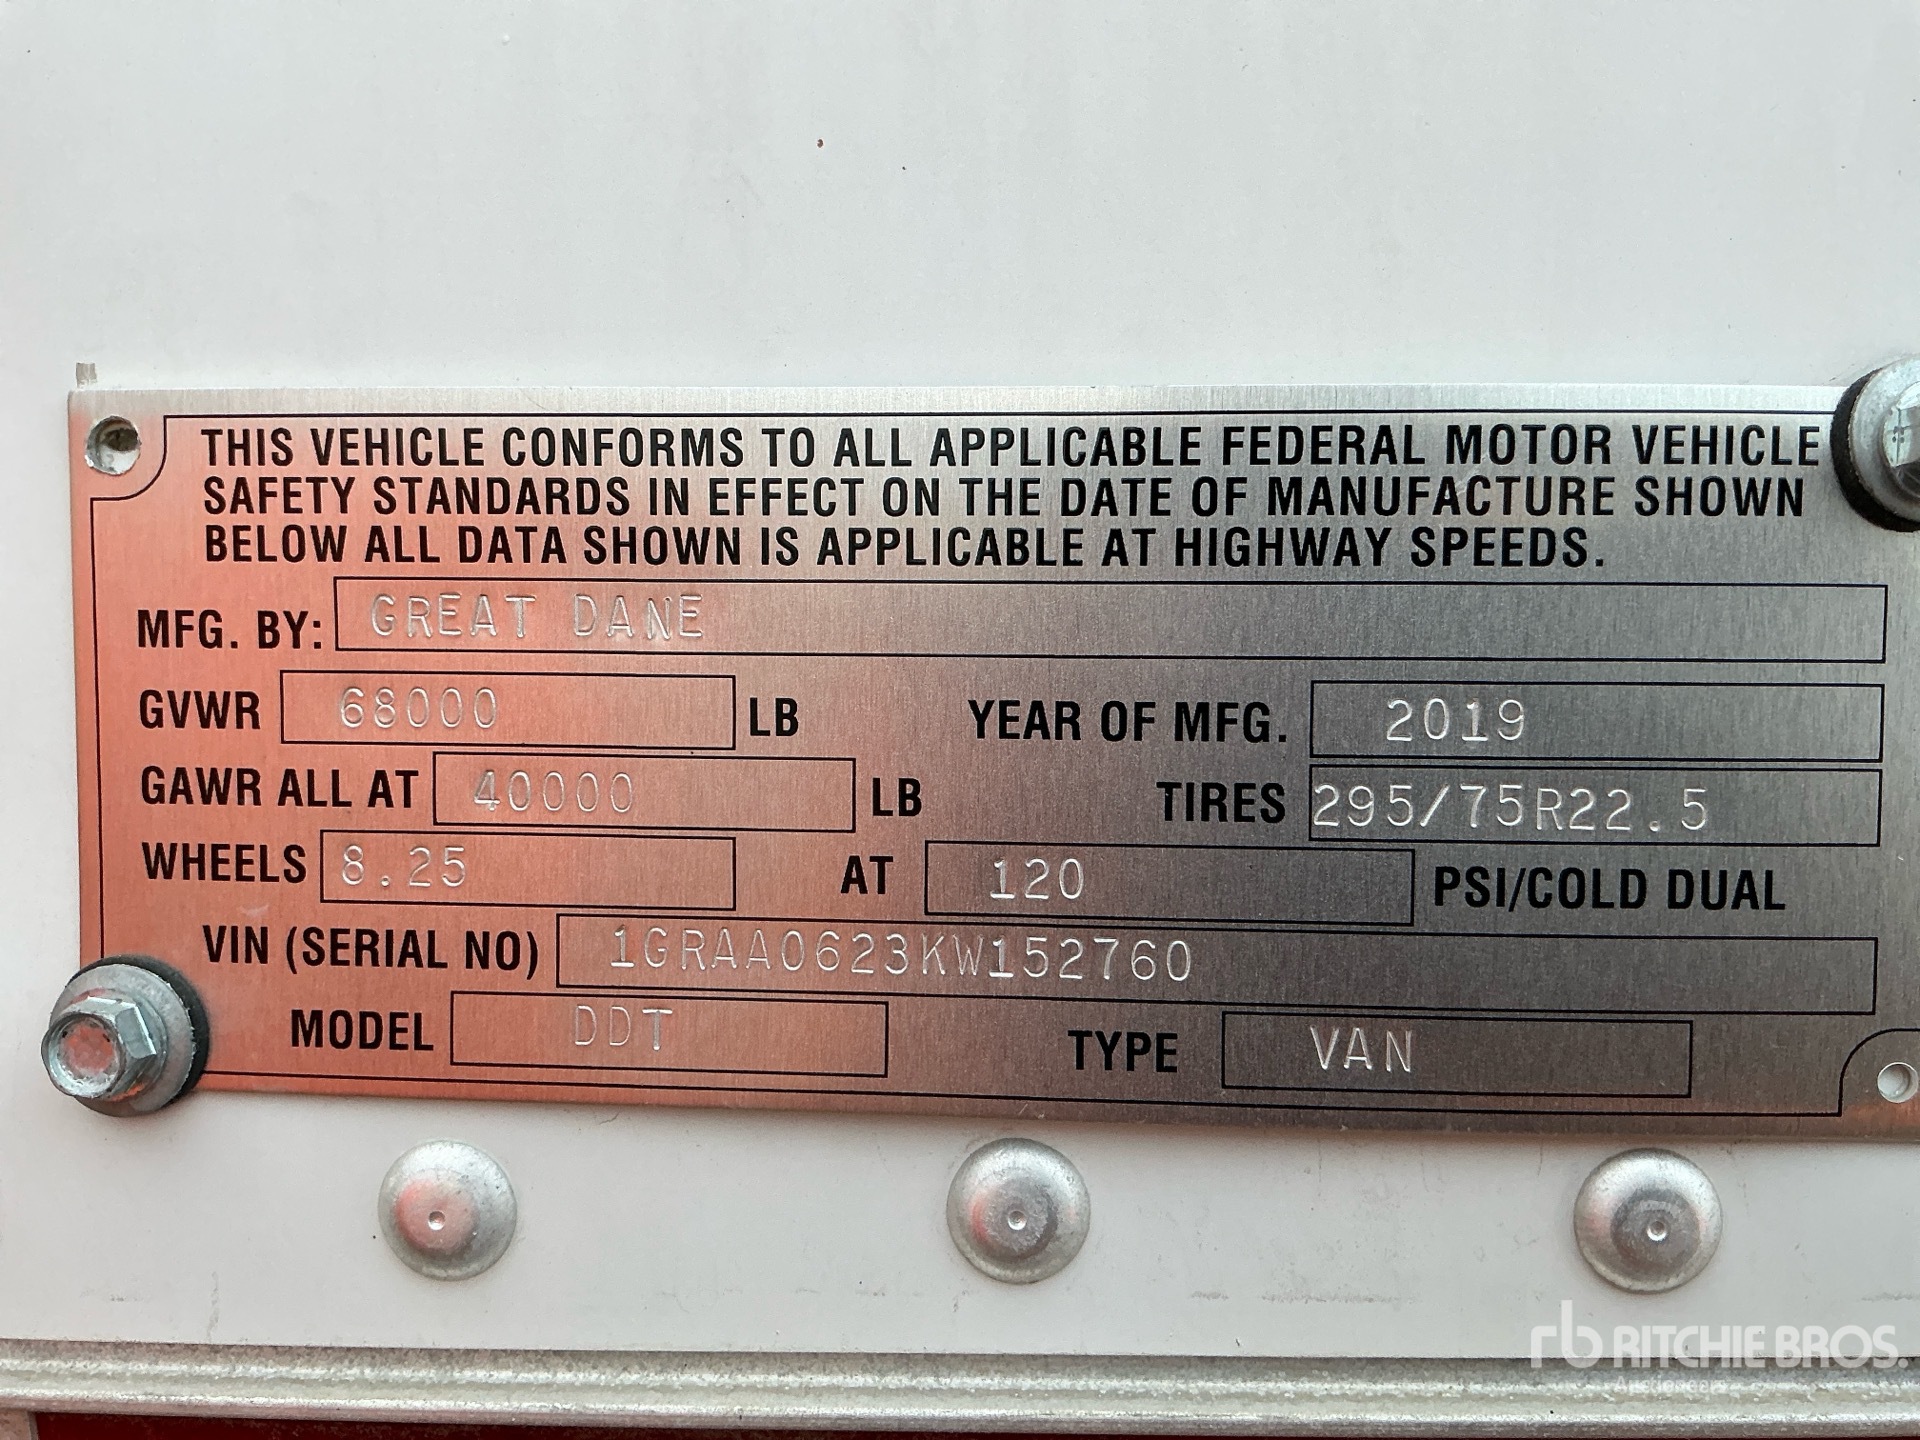 THIS VEHICLE CONFORMS TO ALL APPLICABLE FEDERAL MOTOR VEHICLE
SAFETY STANDARDS IN EFFECT ON THE DATE OF MANUFACTURE SHOWN
BELOW ALL DATA SHOWN IS APPLICABLE AT HIGHWAY SPEEDS.
MFG. BY: GREAT DANE
GVWR 68000 LB YEAR OF MFG. 2019
GAWR ALL AT 40000 LB TIRES 295/75R22.5
WHEELS 8.25 AT 120 PSI/COLD DUAL
VIN (SERIAL NO) 1GRAA0623KW152760
MODEL DDT TYPE VAN
rb RITCHIE BROS.
Auctioneers